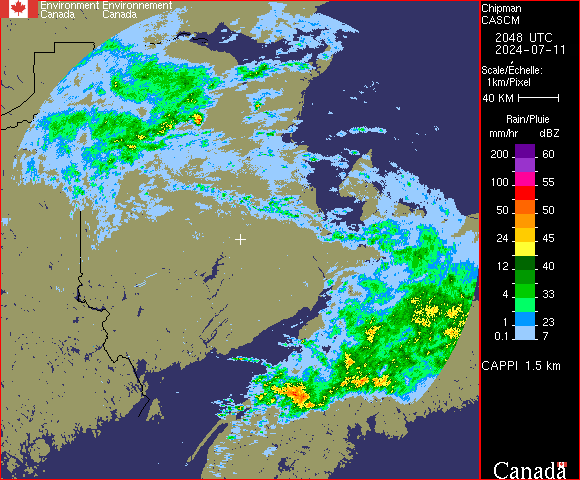 Environment Environnement
Canada Canada
Chipman
CASCM
2048 UTC
2024-07-11
Scale/Échelle:
1km/Pixel
40 KM
Rain/Pluie
mm/hr dBZ
200 60
100 55
50 50
24 45
12 40
4 33
1 23
0.1 7
CAPPI 1.5 km
Canada